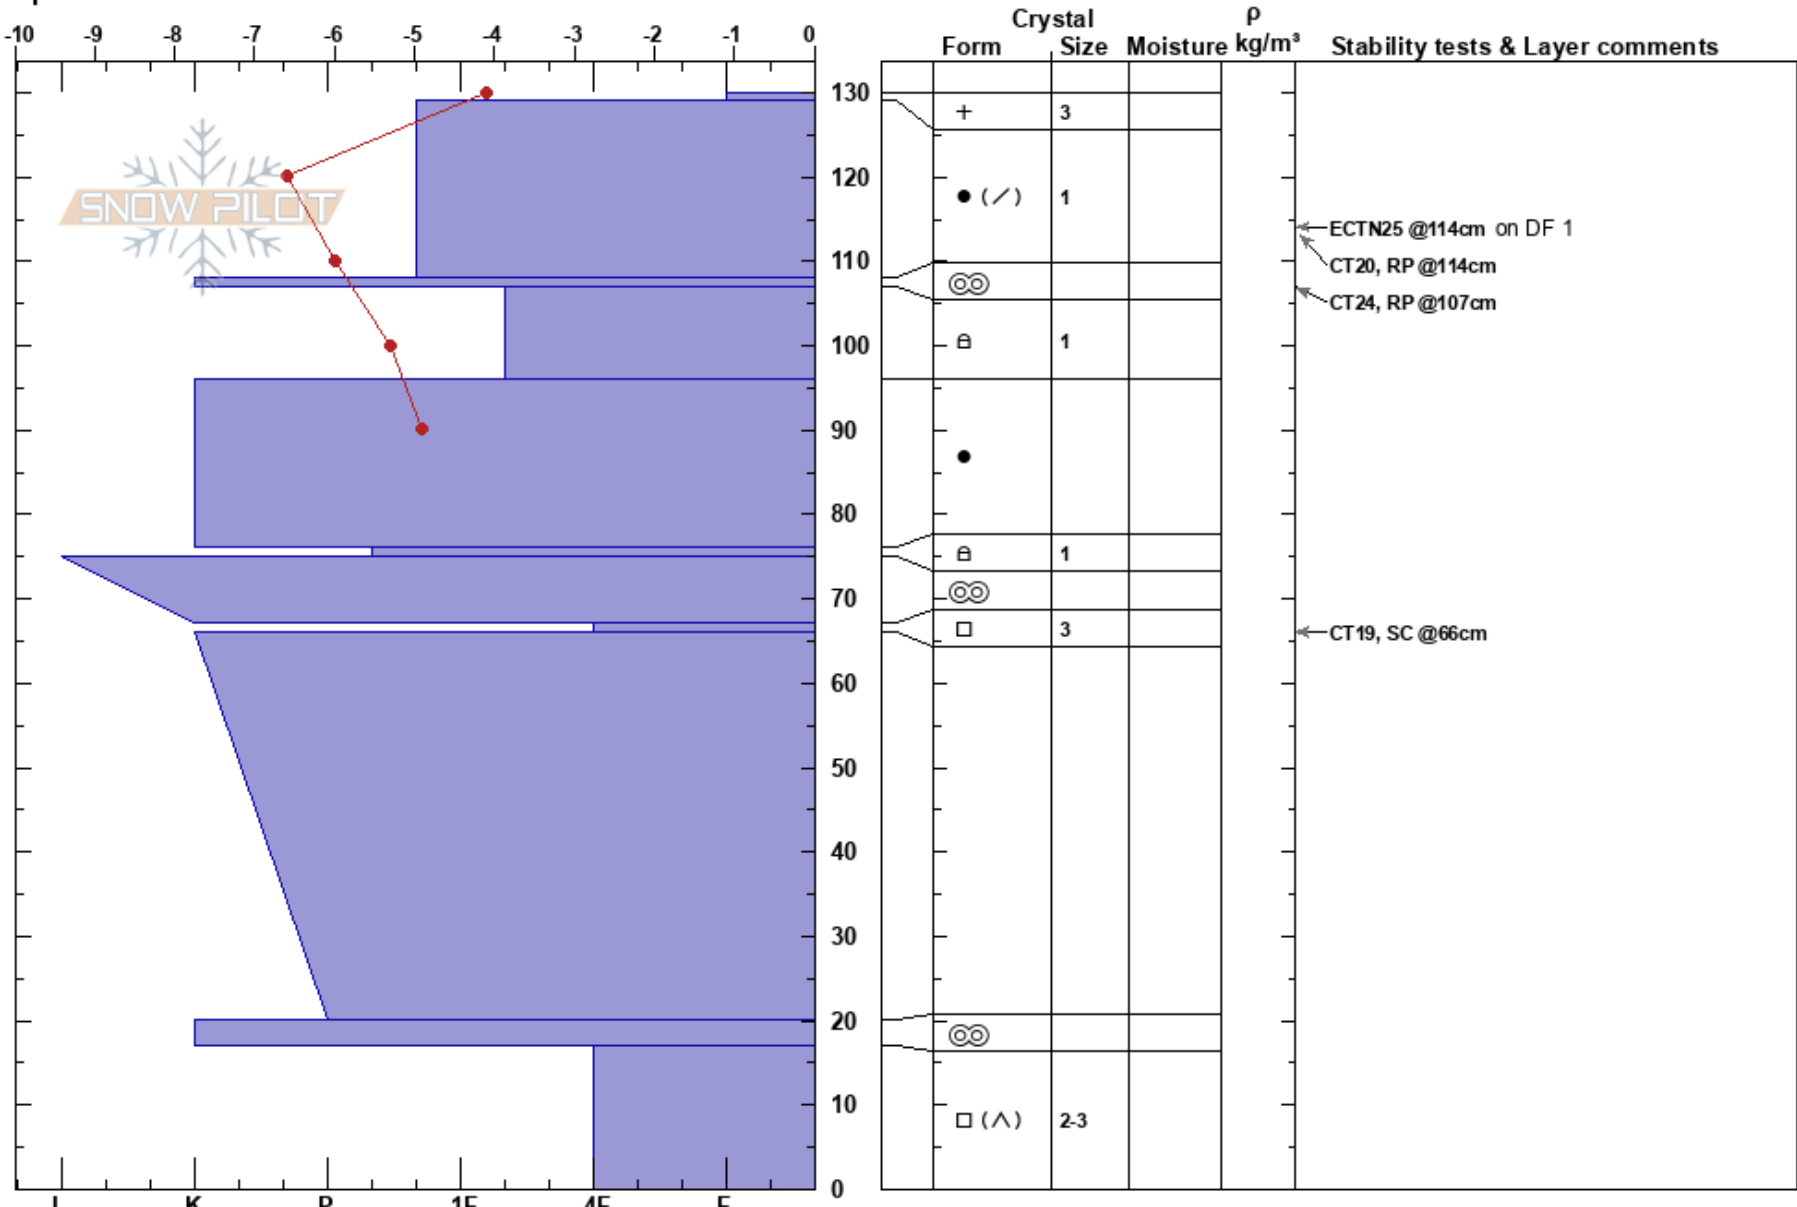 -10 -9 -8 -7 -6 -5 -4 -3 -2 -1 0
Crystal
Form Size Moisture ρ kg/m³ Stability tests & Layer comments
SNOW PILOT
130
+ 3
120
● (╱) 1
ECTN25 @114cm on DF 1
110
CT20, RP @114cm
CT24, RP @107cm
100
1
90
80
1
70
3
CT19, SC @66cm
60
50
40
30
20
10
2-3
0
I K P 1F 4F F